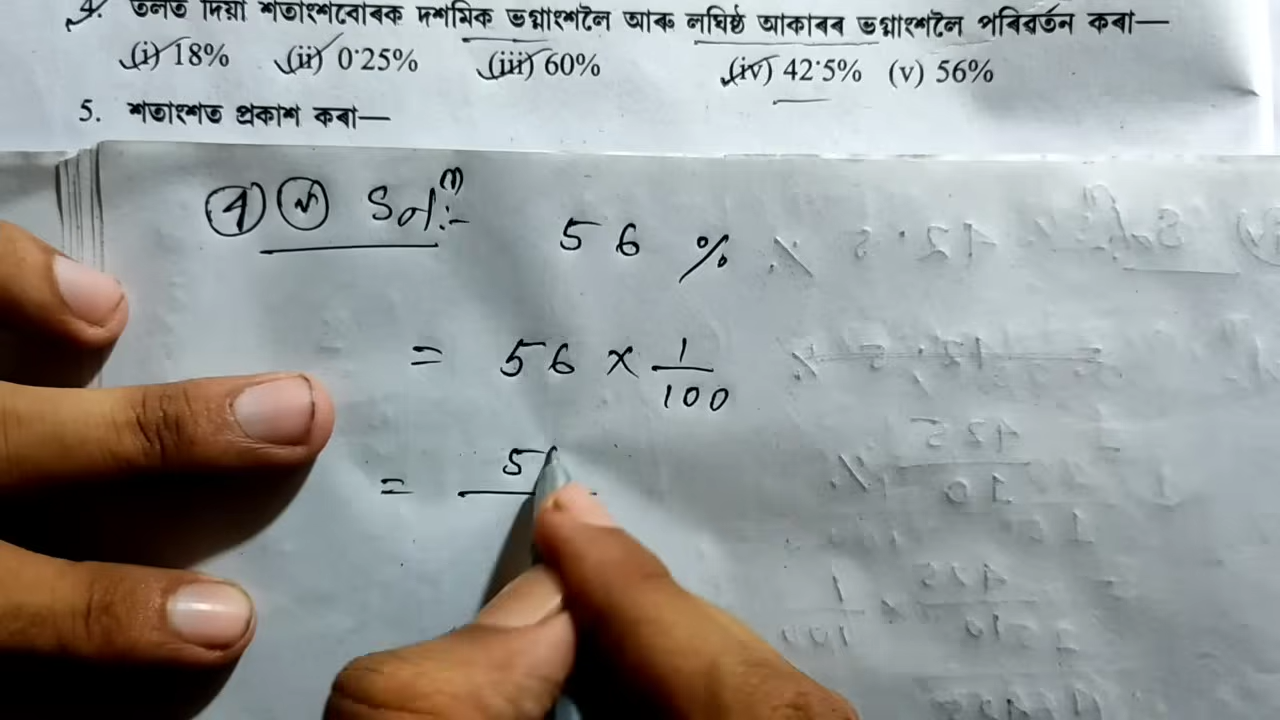 4. তলত দিয়া শতাংশবোৰক দশমিক ভগ্নাংশলৈ আৰু লঘিষ্ঠ আকাৰৰ ভগ্নাংশলৈ পৰিৱৰ্তন কৰা—
(i) 18% (ii) 0·25% (iii) 60% (iv) 42·5% (v) 56%
5. শতাংশত প্ৰকাশ কৰা—
4 v Solⁿ:-
56 %
= 56 × 1/100
= 5